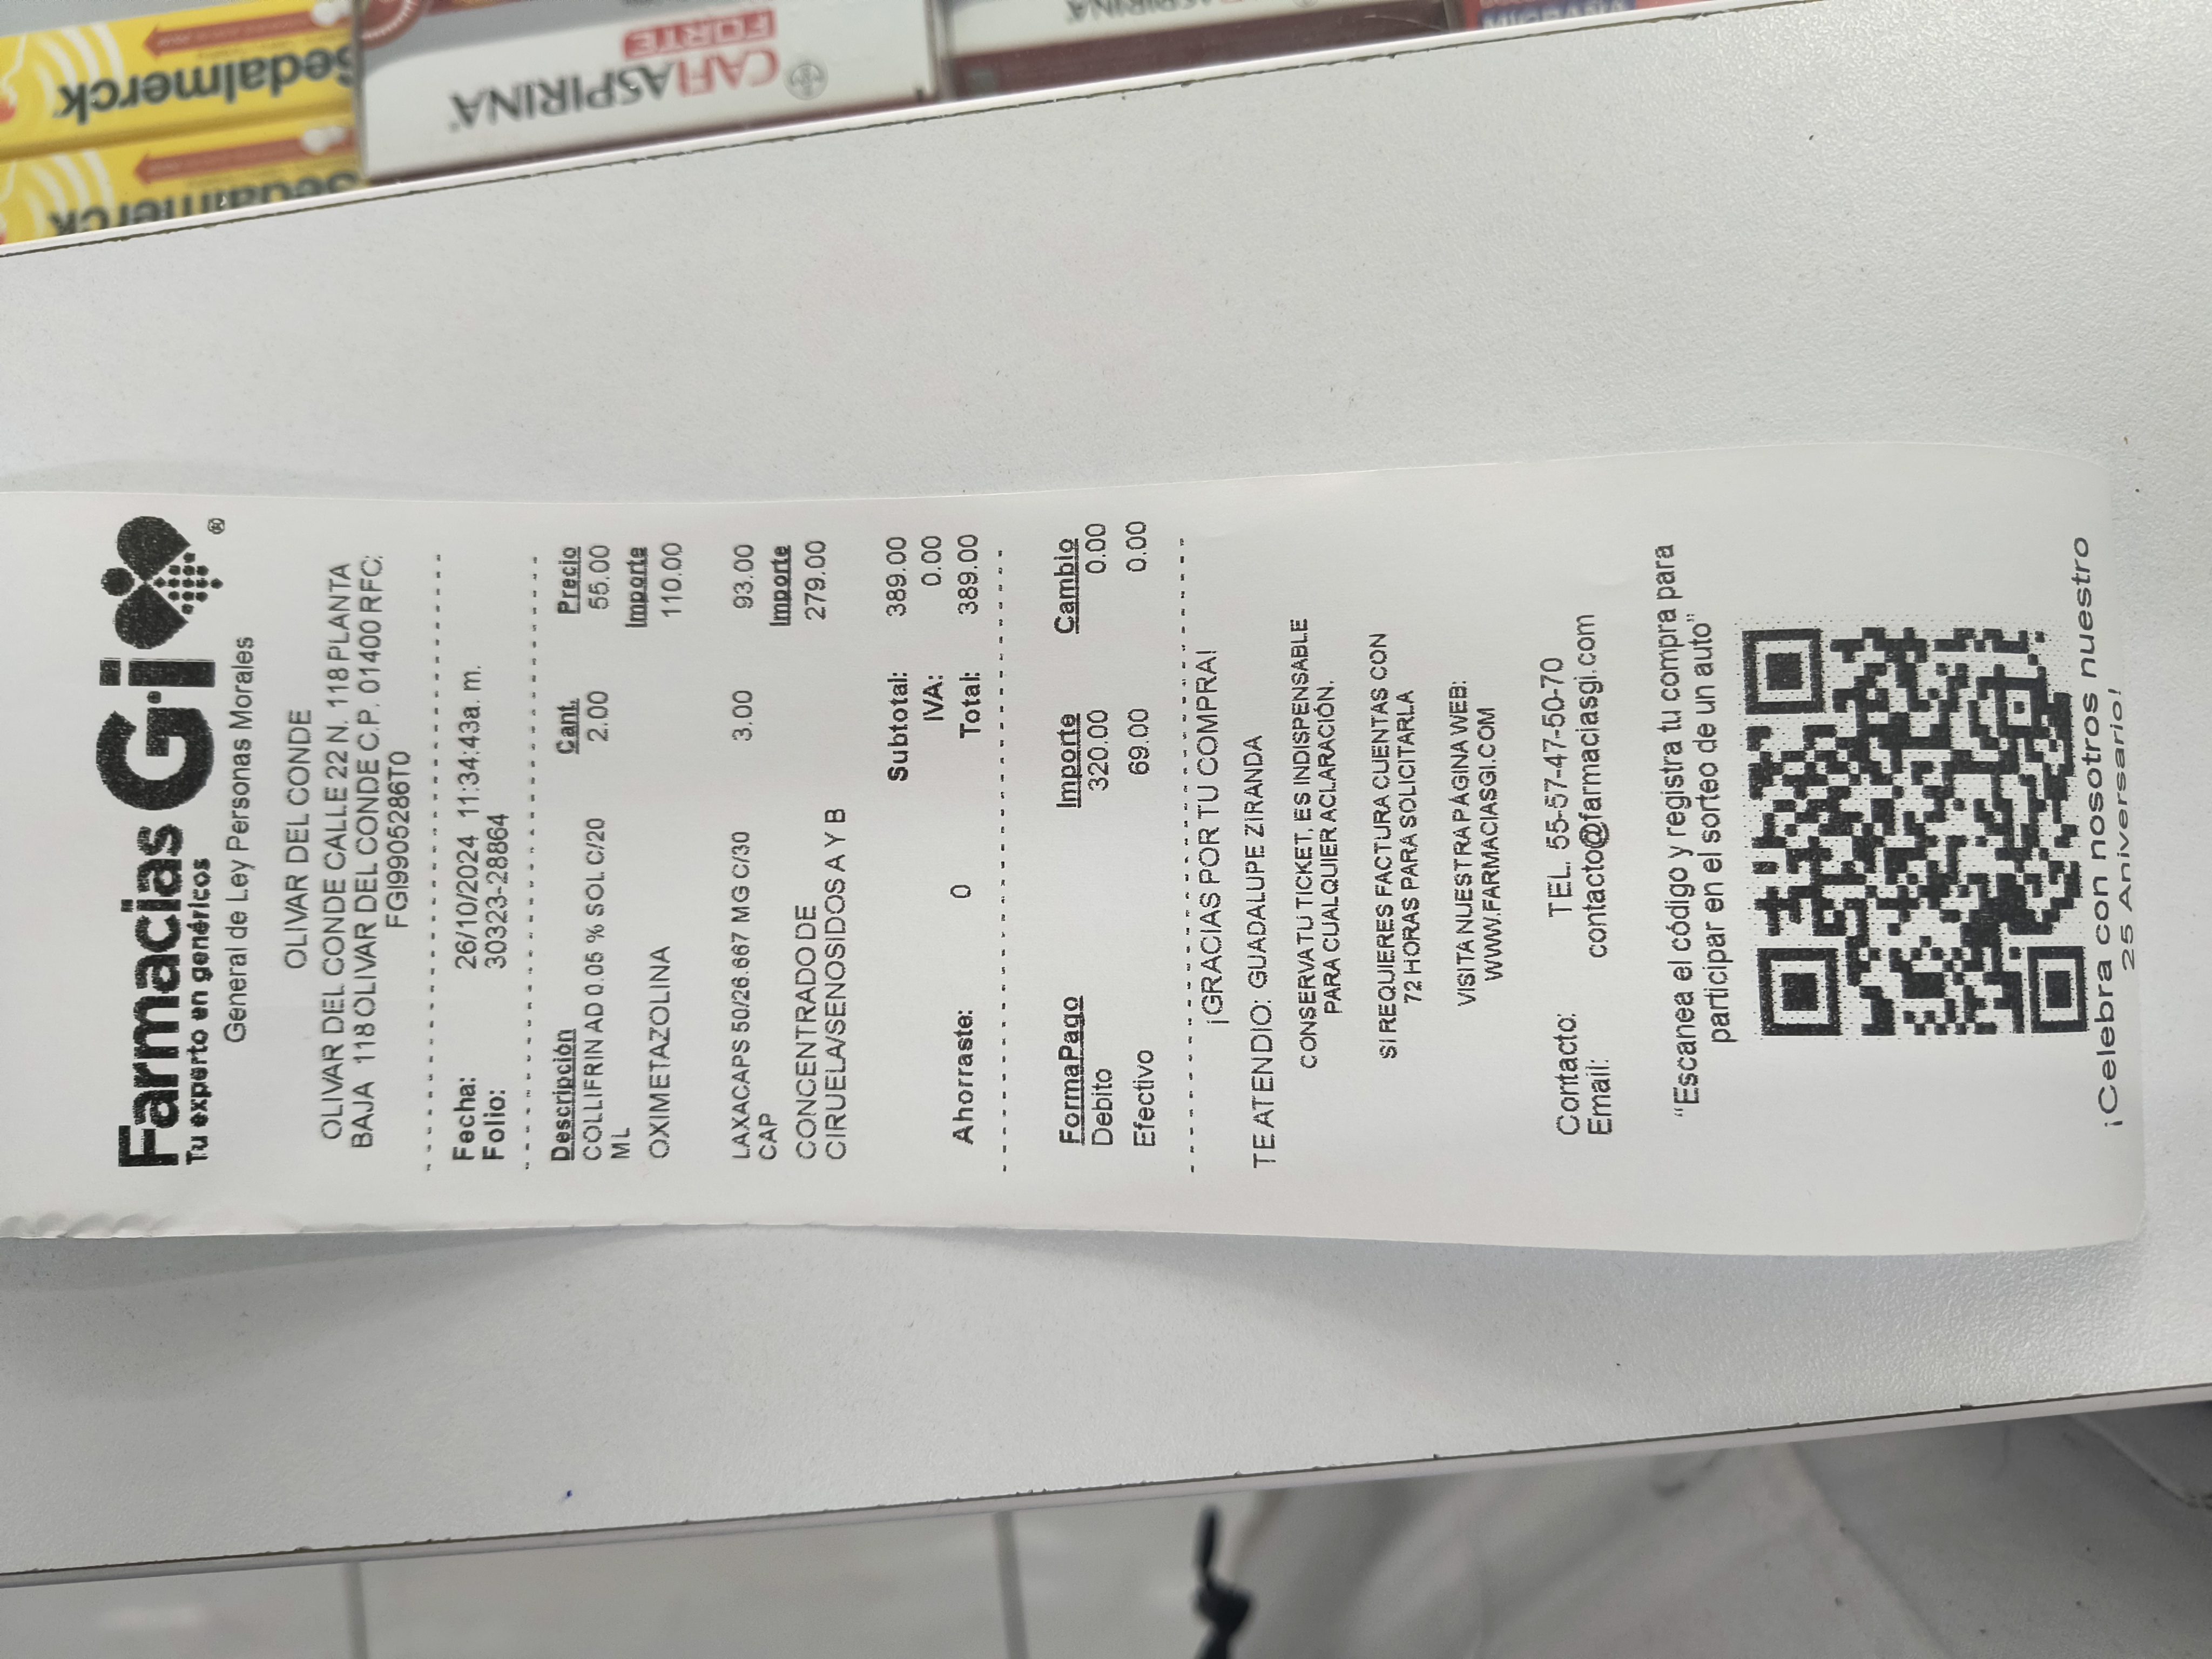 Sedalmerck
Sedalmerck
CAFIASPIRINA
FORTE
Farmacias Gi
®
Tu experto en genéricos
General de Ley Personas Morales
OLIVAR DEL CONDE
OLIVAR DEL CONDE CALLE 22 N. 118 PLANTA
BAJA 118 OLIVAR DEL CONDE C.P. 01400 RFC:
FGI9905286T0
Fecha: 26/10/2024 11:34:43a. m.
Folio: 30323-28864
Descripción Cant. Precio
COLLIFRIN AD 0.05 % SOL C/20 2.00 55.00
ML Importe
OXIMETAZOLINA 110.00
LAXACAPS 50/26.667 MG C/30 3.00 93.00
CAP Importe
CONCENTRADO DE 279.00
CIRUELA/SENOSIDOS A Y B
Subtotal: 389.00
IVA: 0.00
Ahorraste: 0 Total: 389.00
FormaPago Importe Cambio
Debito 320.00 0.00
Efectivo 69.00 0.00
¡GRACIAS POR TU COMPRA!
TE ATENDIO: GUADALUPE ZIRANDA
CONSERVA TU TICKET, ES INDISPENSABLE
PARA CUALQUIER ACLARACIÓN.
SI REQUIERES FACTURA CUENTAS CON
72 HORAS PARA SOLICITARLA
VISITA NUESTRA PÁGINA WEB:
WWW.FARMACIASGI.COM
Contacto: TEL. 55-57-47-50-70
Email: contacto@farmaciasgi.com
"Escanea el código y registra tu compra para
participar en el sorteo de un auto"
¡Celebra con nosotros nuestro
25 Aniversario!